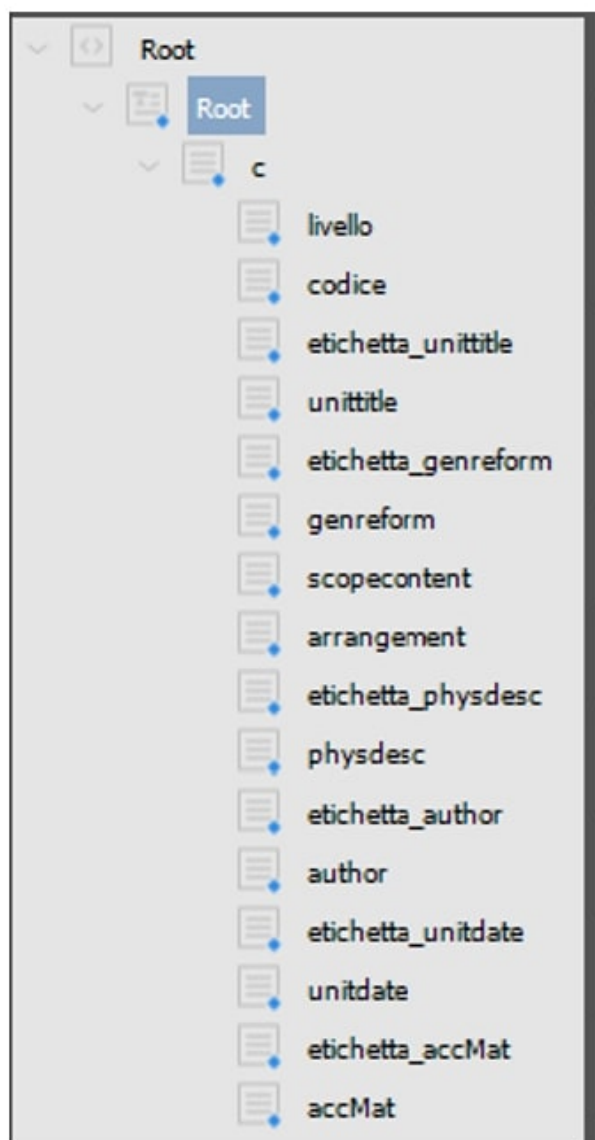 Root
Root
c
livello
codice
etichetta_unittitle
unittitle
etichetta_genreform
genreform
scopecontent
arrangement
etichetta_physdesc
physdesc
etichetta_author
author
etichetta_unitdate
unitdate
etichetta_accMat
accMat